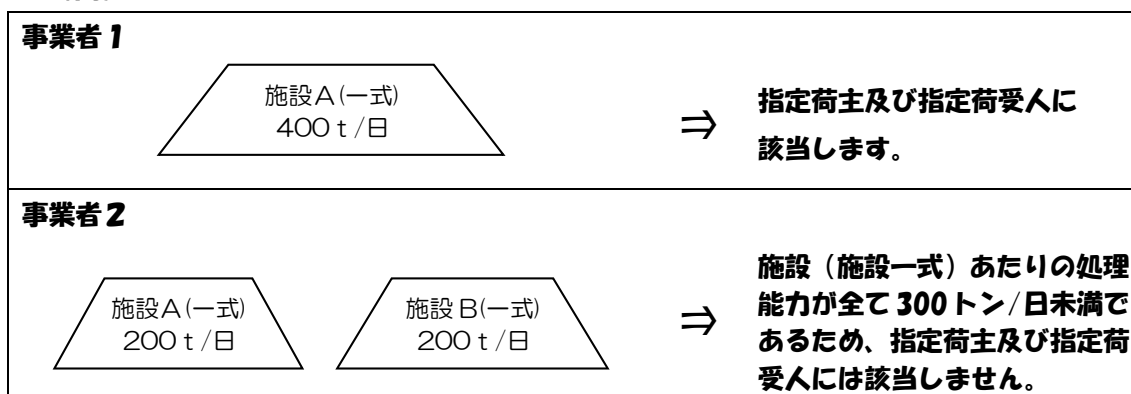 事業者1
施設A(一式)
400t/日
⇒
指定荷主及び指定荷受人に
該当します。
事業者2
施設A(一式)
200t/日
施設B(一式)
200t/日
⇒
施設(施設一式)あたりの処理
能力が全て300トン/日未満で
あるため、指定荷主及び指定荷
受人には該当しません。